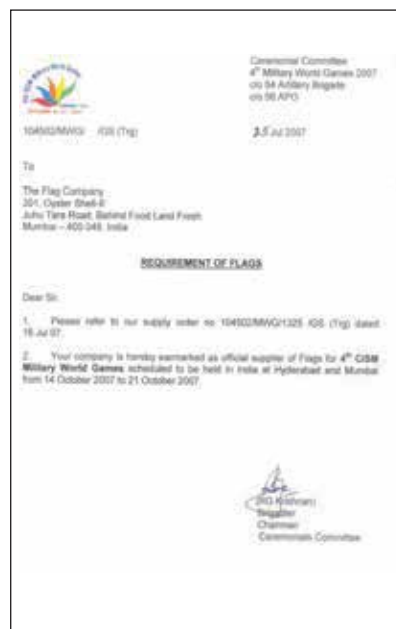 Ceremonial Committee
4th Military World Games 2007
c/o 54 Artillery Brigade
c/o 56 APO
104502/MWG/ /GS (Trg)
25 Jul 2007
To
The Flag Company
201, Oyster Shell-II
Juhu Tara Road, Behind Food Land Fresh
Mumbai – 400 049. India
REQUIREMENT OF FLAGS
Dear Sir,
1. Please refer to our supply order no 104502/MWG/1325 /GS (Trg) dated
18 Jul 07.
2. Your company is hereby earmarked as official supplier of Flags for 4th CISM
Military World Games scheduled to be held in India at Hyderabad and Mumbai
from 14 October 2007 to 21 October 2007.
Brigadier
Chairman
Ceremonials Committee